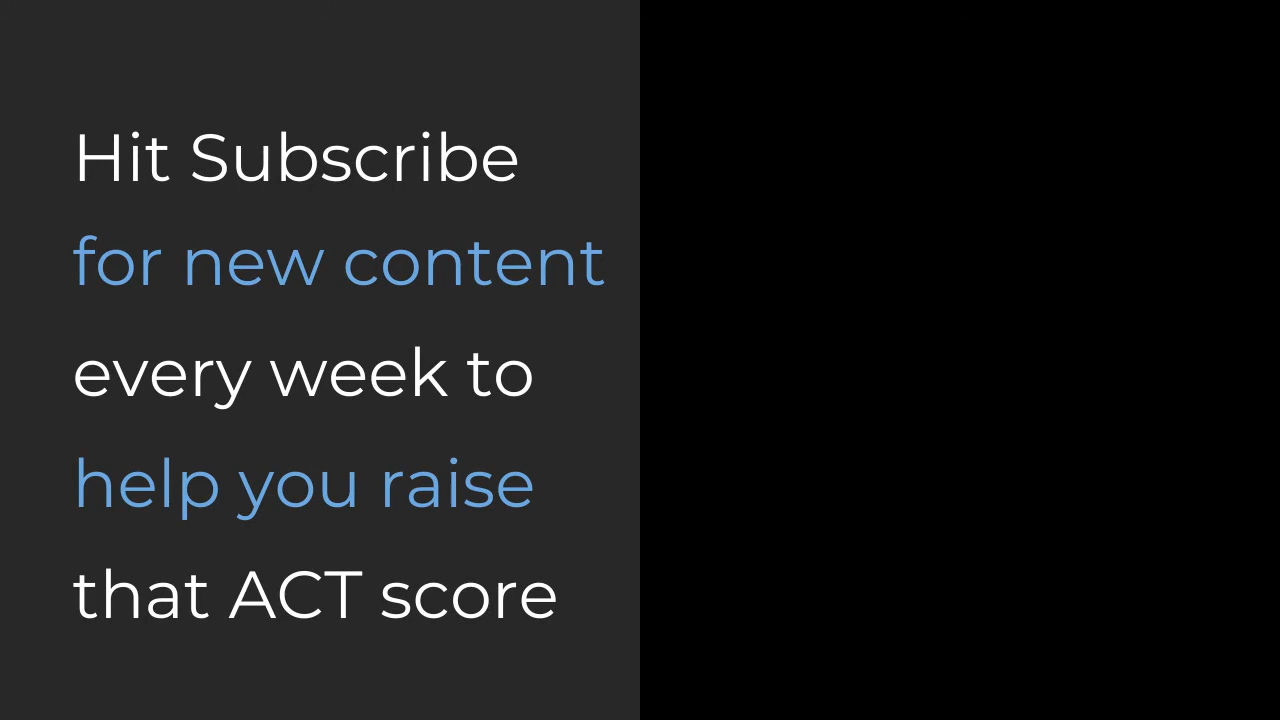 Hit Subscribe
for new content
every week to
help you raise
that ACT score